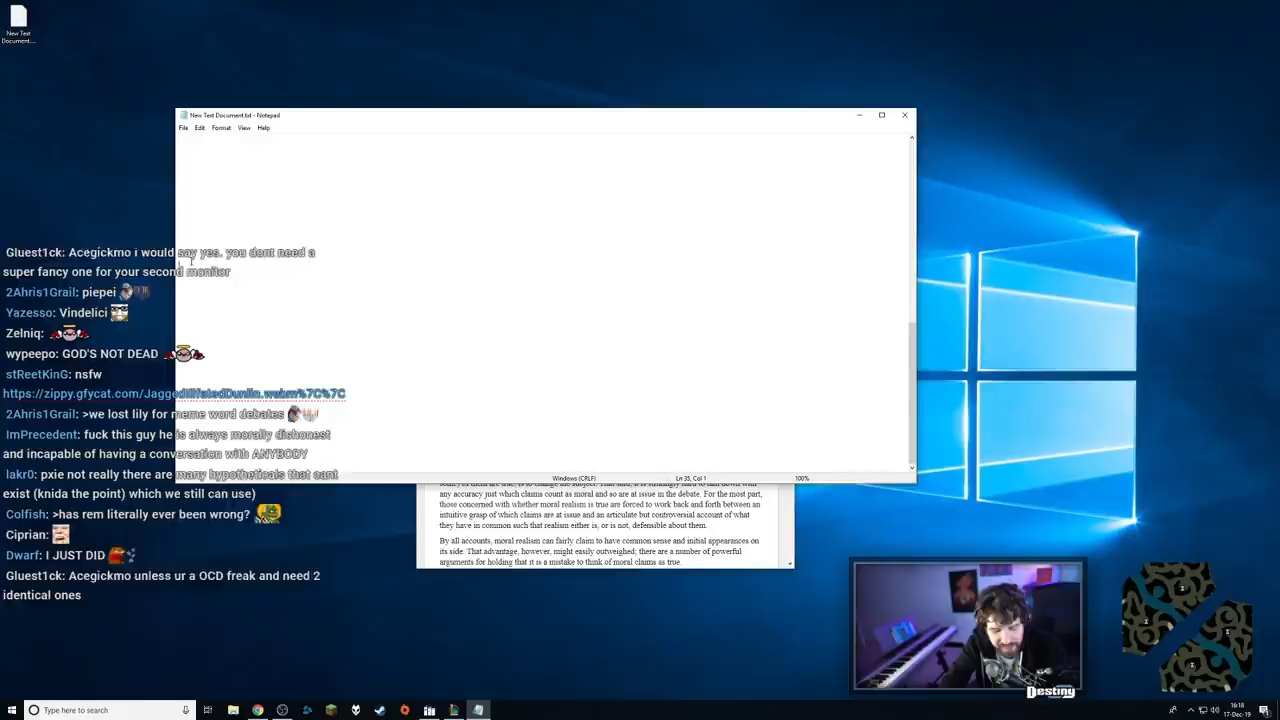 New Text
Document....
New Text Document.txt - Notepad
File Edit Format View Help
Gluest1ck: Acegickmo i would say yes. you dont need a
super fancy one for your second monitor
2Ahris1Grail: piepei
Yazesso: Vindelici
Zelniq:
wypeepo: GOD'S NOT DEAD
stReetKinG: nsfw
2Ahris1Grail: >we lost lily for meme word debates
ImPrecedent: fuck this guy he is always morally dishonest
and incapable of having a conversation with ANYBODY
lakr0: pxie not really there are many hypotheticals that cant
exist (knida the point) which we still can use)
Colfish: >has rem literally ever been wrong?
Ciprian:
Dwarf: I JUST DID
Gluest1ck: Acegickmo unless ur a OCD freak and need 2
identical ones
Windows (CRLF) Ln 35, Col 1 100%
any accuracy just which claims count as moral and so are at issue in the debate. For the most part,
those concerned with whether moral realism is true are forced to work back and forth between an
intuitive grasp of which claims are at issue and an articulate but controversial account of what
they have in common such that realism either is, or is not, defensible about them.
By all accounts, moral realism can fairly claim to have common sense and initial appearances on
its side. That advantage, however, might easily outweighed; there are a number of powerful
arguments for holding that it is a mistake to think of moral claims as true.
Destiny
Type here to search
16:18
17-Dec-19